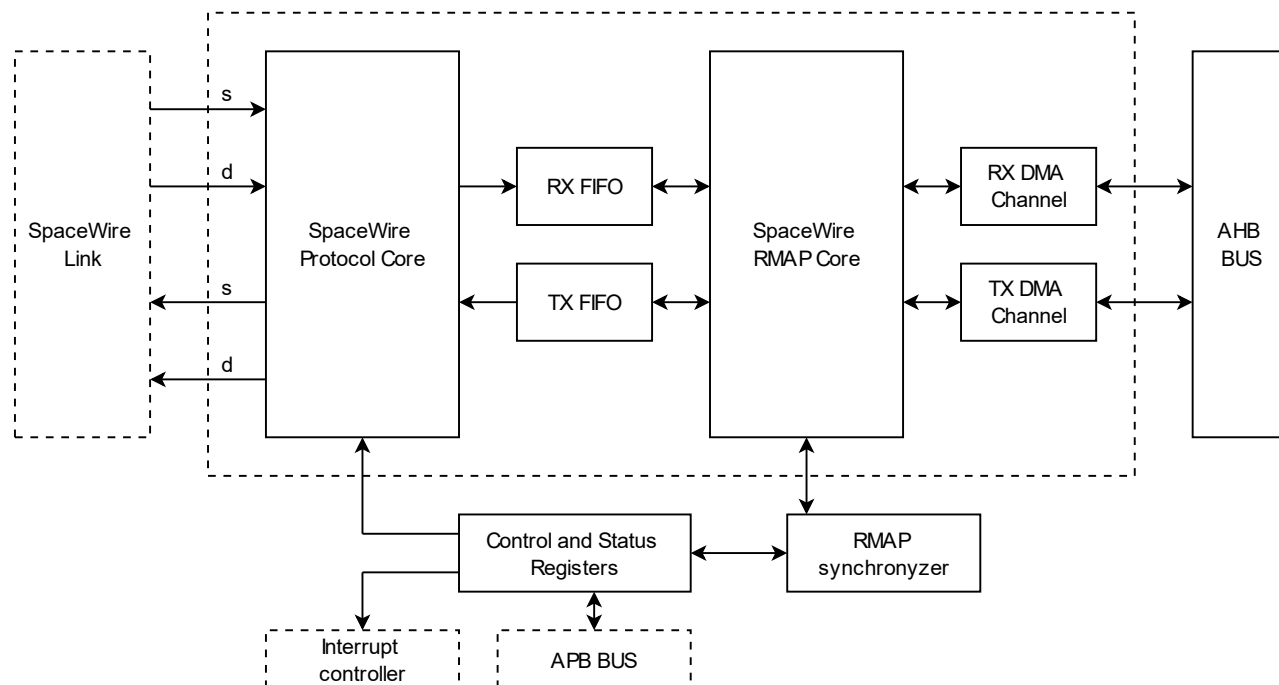 s
d
SpaceWire
Link
s
d
SpaceWire
Protocol Core
RX FIFO
TX FIFO
SpaceWire
RMAP Core
RX DMA
Channel
TX DMA
Channel
AHB
BUS
Control and Status
Registers
RMAP
synchronyzer
Interrupt
controller
APB BUS